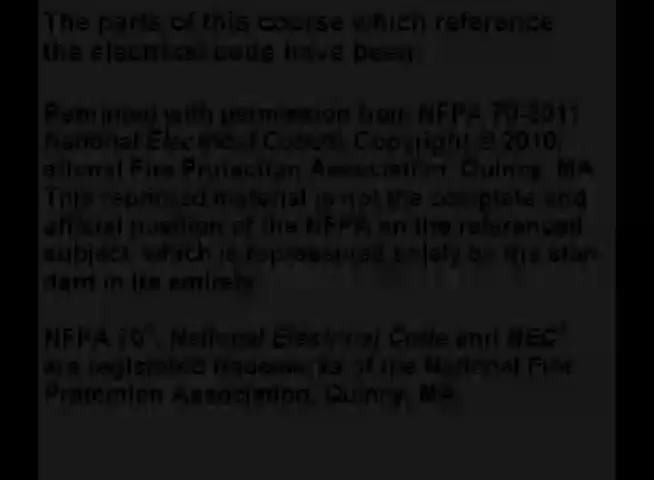 The parts of this course which reference
the electrical code have been:
Reprinted with permission from NFPA 70-2011
National Electrical Code®, Copyright © 2010,
ational Fire Protection Association, Quincy, MA
This reprinted material is not the complete and
official position of the NFPA on the referenced
subject, which is represented solely by the stan-
dard in its entirety.
NFPA 70®, National Electrical Code and NEC®
are registered trademarks of the National Fire
Protection Association, Quincy, MA.